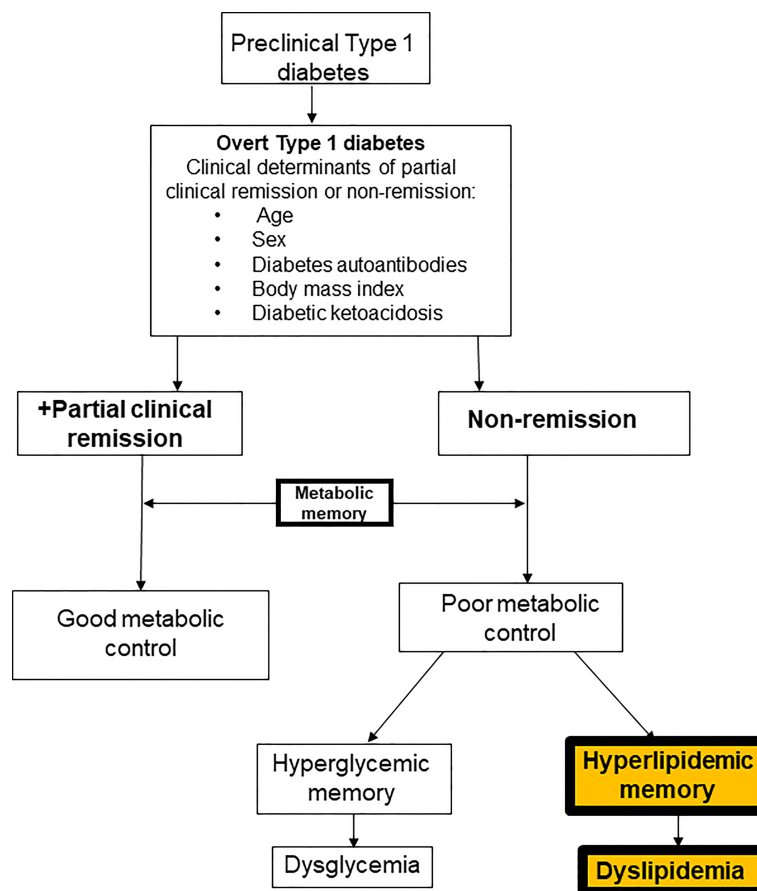 Preclinical Type 1
diabetes
Overt Type 1 diabetes
Clinical determinants of partial
clinical remission or non-remission:
• Age
• Sex
• Diabetes autoantibodies
• Body mass index
• Diabetic ketoacidosis
+Partial clinical
remission
Non-remission
Metabolic
memory
Good metabolic
control
Poor metabolic
control
Hyperglycemic
memory
Hyperlipidemic
memory
Dysglycemia
Dyslipidemia